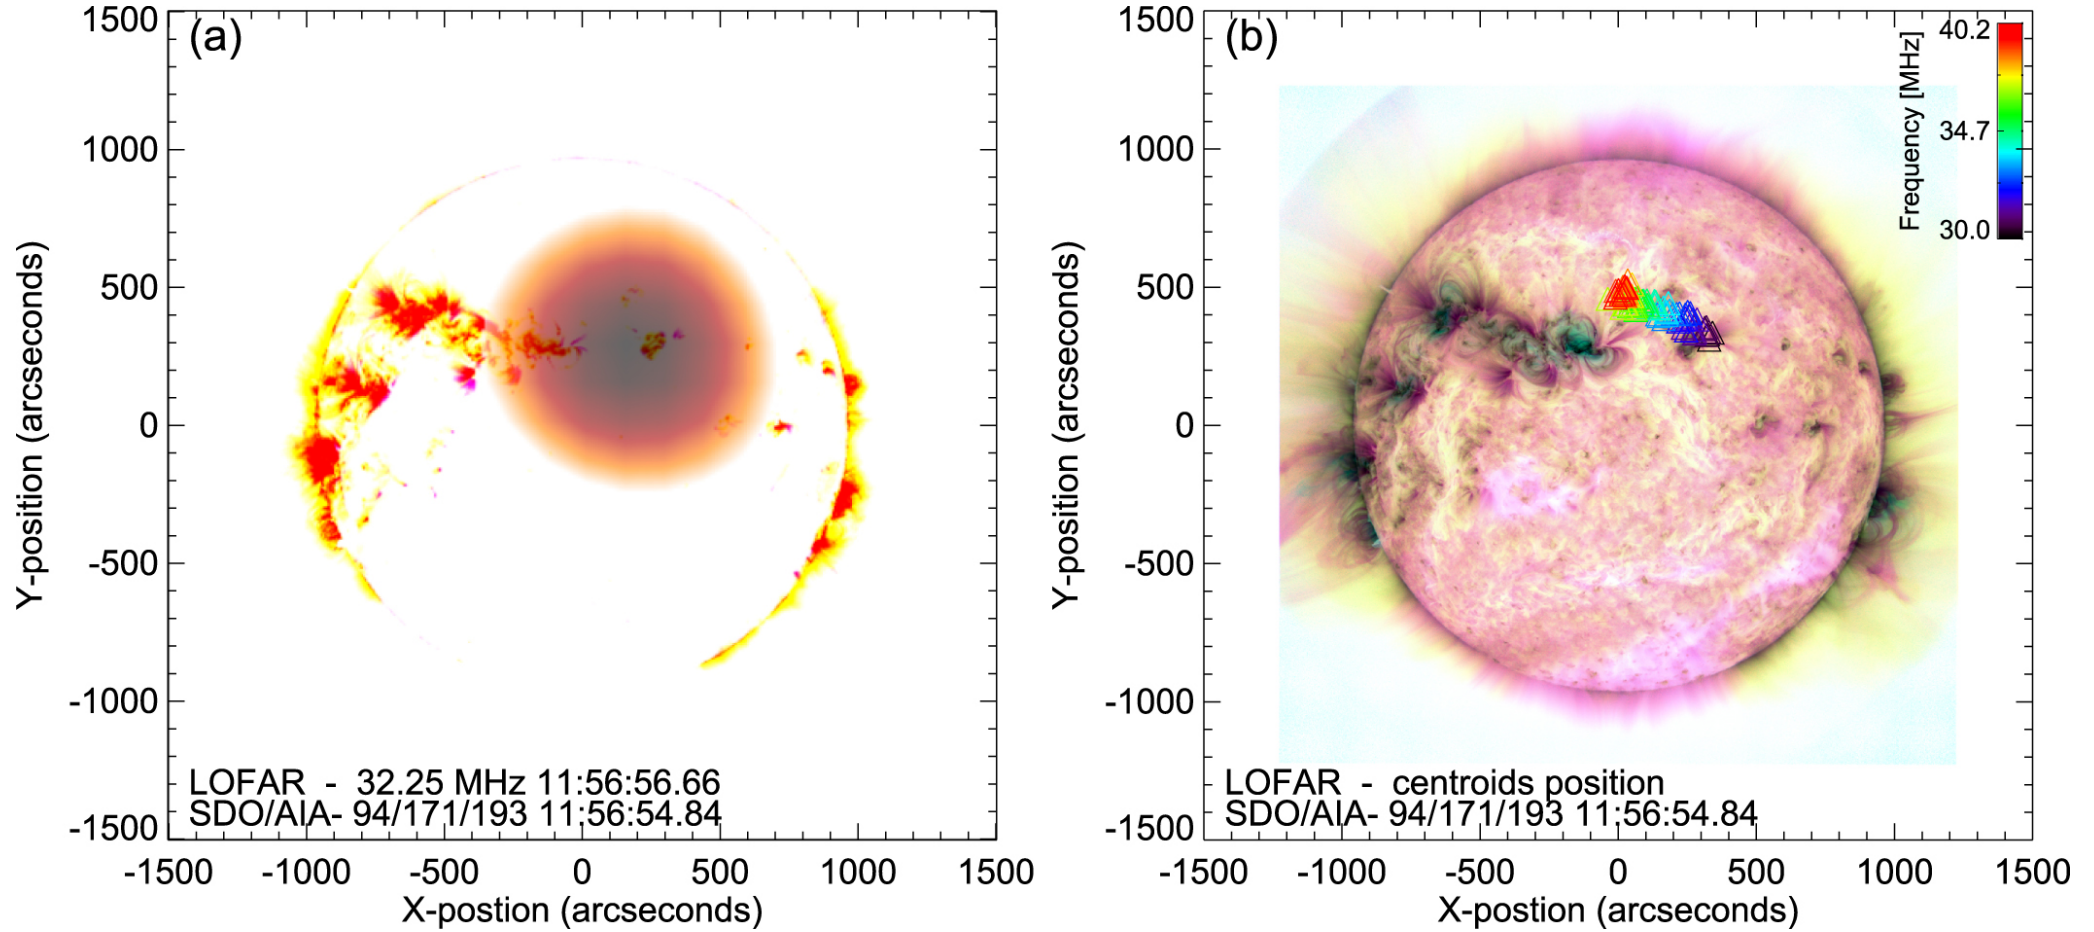 (a)
1500
1000
500
0
-500
-1000
-1500
Y-position (arcseconds)
LOFAR - 32.25 MHz 11:56:56.66
SDO/AIA- 94/171/193 11:56:54.84
-1500 -1000 -500 0 500 1000 1500
X-postion (arcseconds)
(b)
1500
1000
500
0
-500
-1000
-1500
Y-position (arcseconds)
Frequency [MHz]
40.2
34.7
30.0
LOFAR - centroids position
SDO/AIA- 94/171/193 11:56:54.84
-1500 -1000 -500 0 500 1000 1500
X-postion (arcseconds)